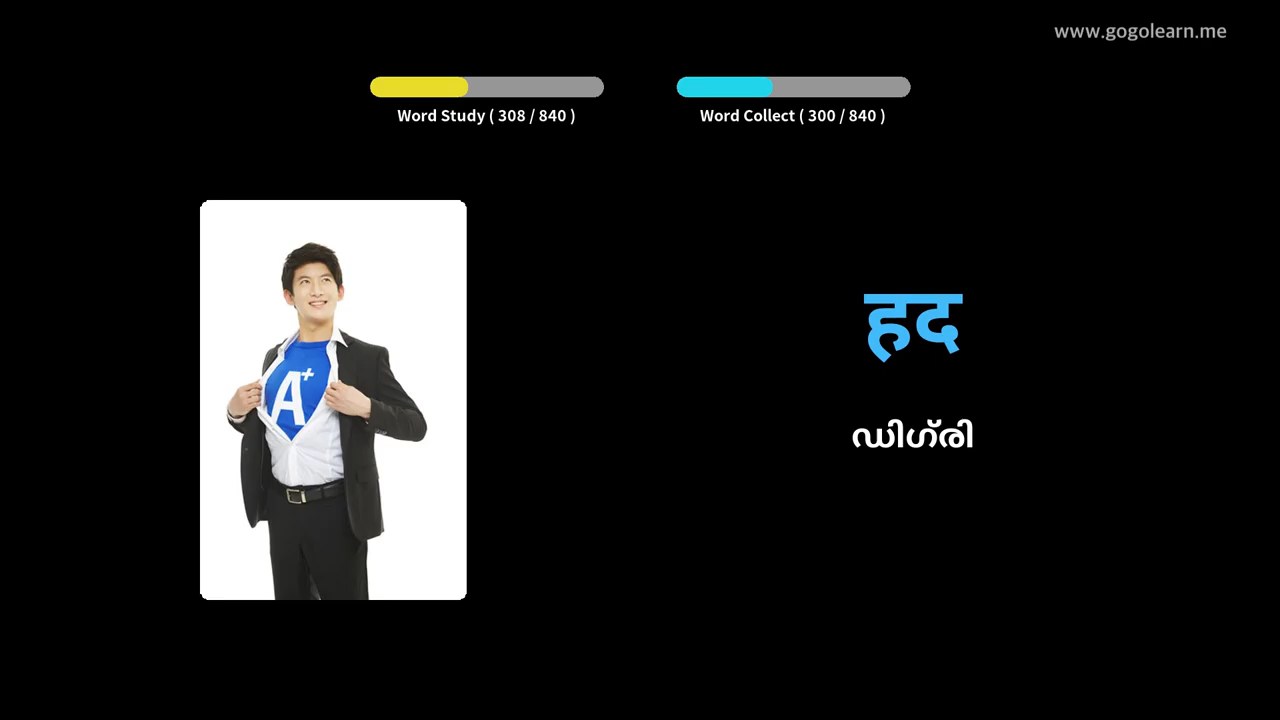 www.gogolearn.me
Word Study ( 308 / 840 )
Word Collect ( 300 / 840 )
A+
हद
ഡിഗ്രി